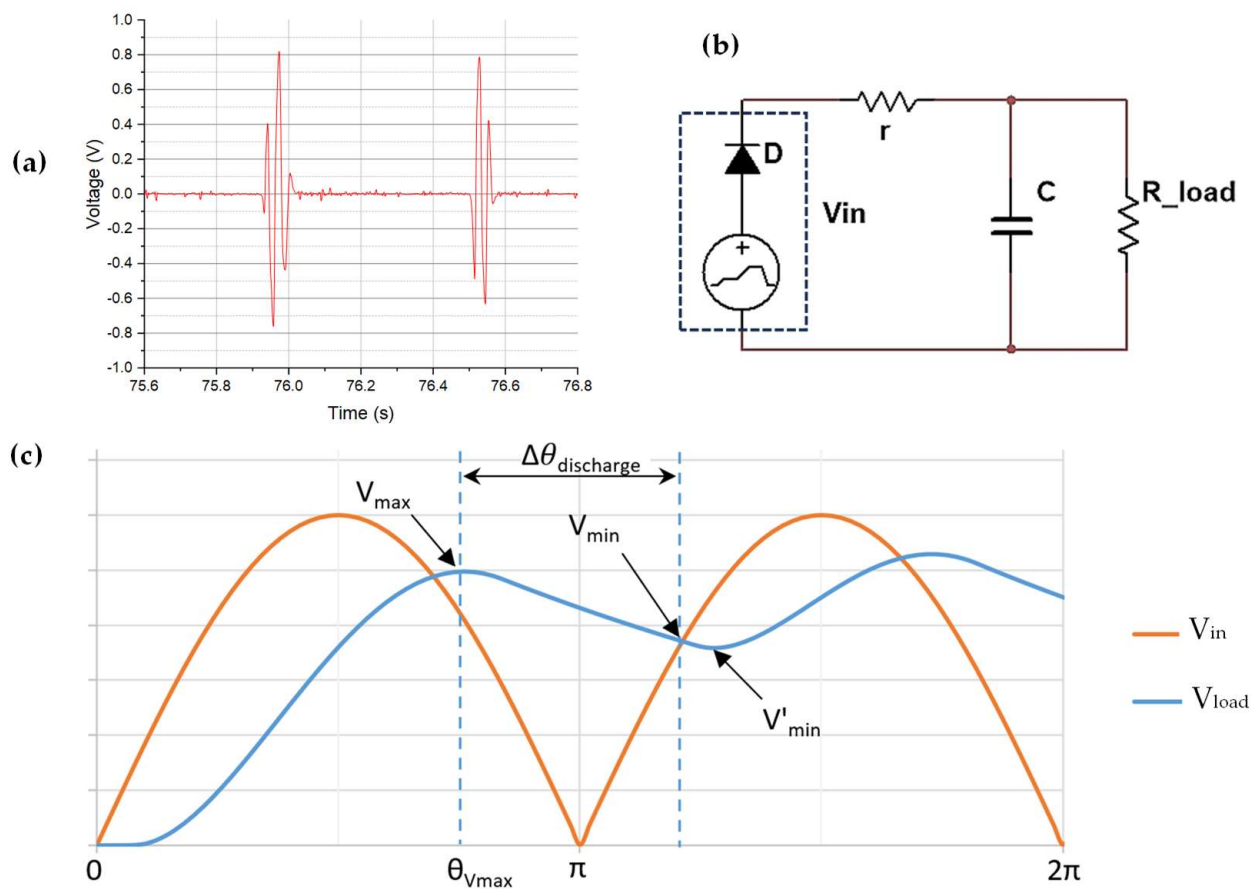 (a)
Voltage (V)
1.0
0.8
0.6
0.4
0.2
0.0
-0.2
-0.4
-0.6
-0.8
-1.0
75.6 75.8 76.0 76.2 76.4 76.6 76.8
Time (s)
(b)
D
Vin
r
C
R_load
(c)
Δθdischarge
Vmax
Vmin
V'min
Vin
Vload
0 θVmax π 2π